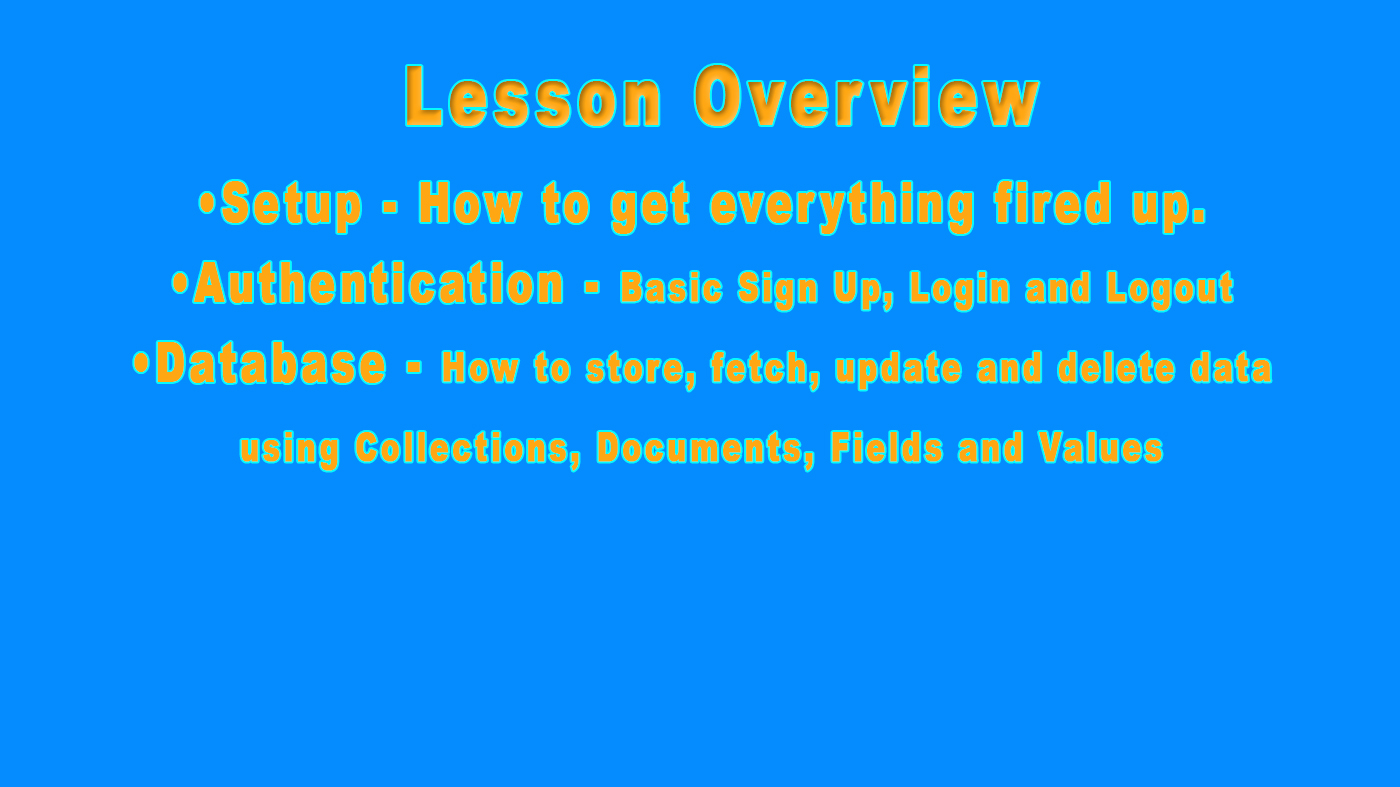 Lesson Overview
•Setup - How to get everything fired up.
•Authentication - Basic Sign Up, Login and Logout
•Database - How to store, fetch, update and delete data
using Collections, Documents, Fields and Values